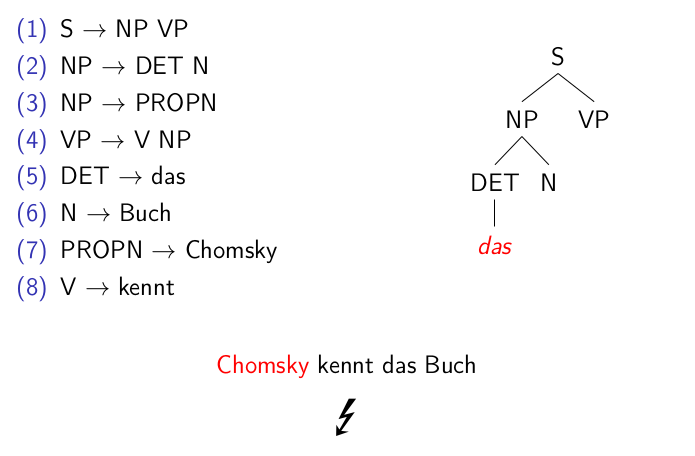 (1) S → NP VP
(2) NP → DET N
(3) NP → PROPN
(4) VP → V NP
(5) DET → das
(6) N → Buch
(7) PROPN → Chomsky
(8) V → kennt
S
NP VP
DET N
das
Chomsky kennt das Buch